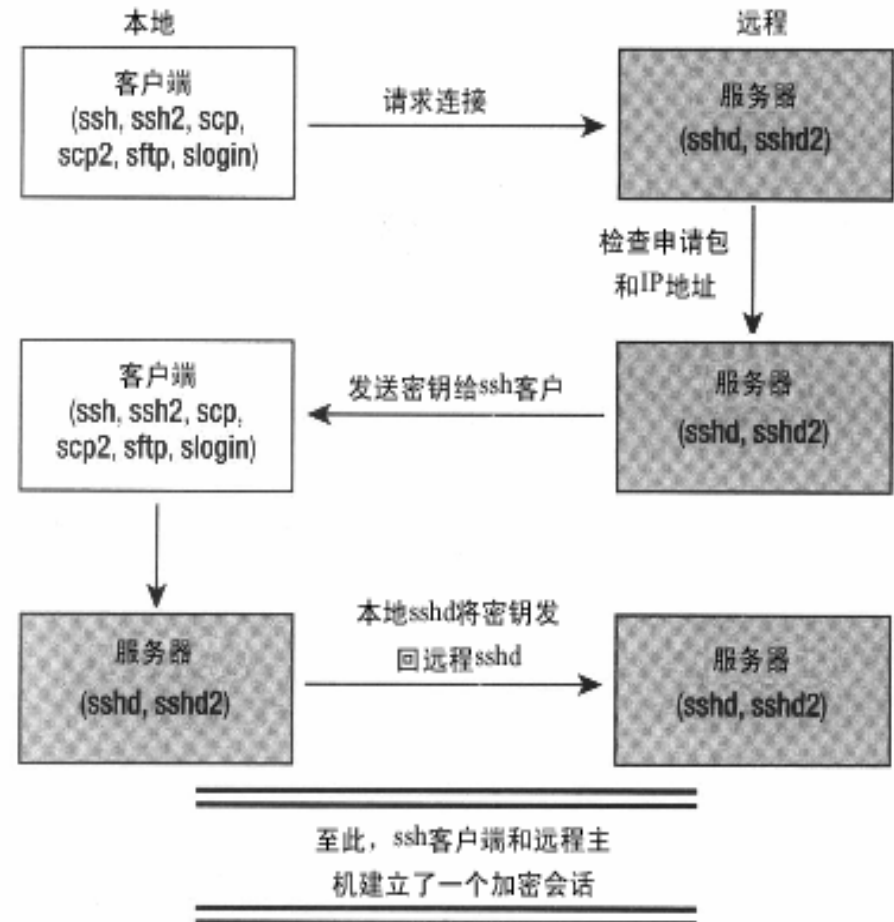 本地
远程
客户端
(ssh, ssh2, scp,
scp2, sftp, slogin)
请求连接
服务器
(sshd, sshd2)
检查申请包
和IP地址
客户端
(ssh, ssh2, scp,
scp2, sftp, slogin)
发送密钥给ssh客户
服务器
(sshd, sshd2)
服务器
(sshd, sshd2)
本地sshd将密钥发
回远程sshd
服务器
(sshd, sshd2)
至此，ssh客户端和远程主
机建立了一个加密会话